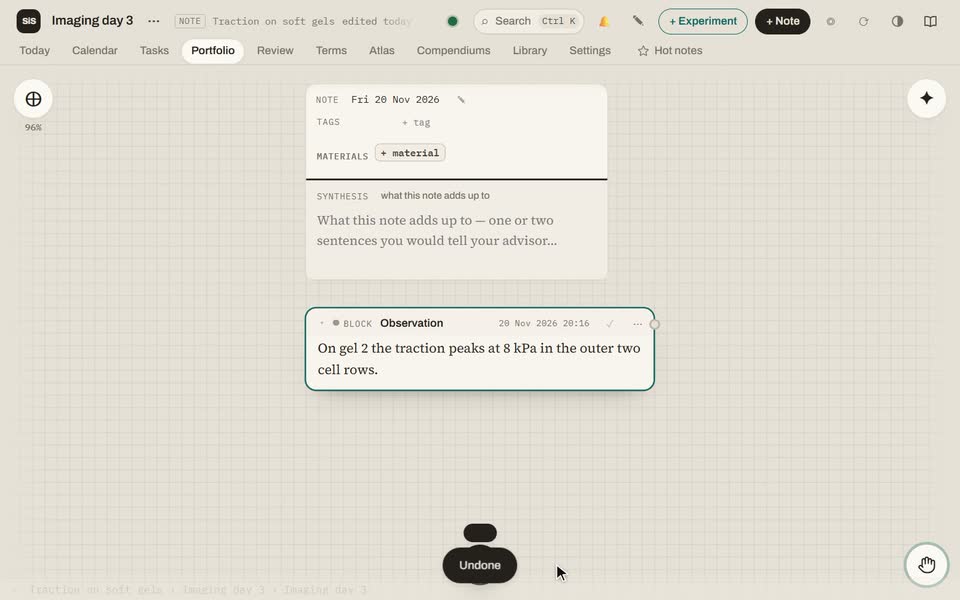 SiS Imaging day 3 ... NOTE Traction on soft gels edited today Search Ctrl K + Experiment + Note
Today Calendar Tasks Portfolio Review Terms Atlas Compendiums Library Settings Hot notes
96%
NOTE Fri 20 Nov 2026
TAGS + tag
MATERIALS + material
SYNTHESIS what this note adds up to
What this note adds up to — one or two
sentences you would tell your advisor...
BLOCK Observation 20 Nov 2026 20:16 ✓ ...
On gel 2 the traction peaks at 8 kPa in the outer two
cell rows.
Undone
Traction on soft gels › Imaging day 3 › Imaging day 3